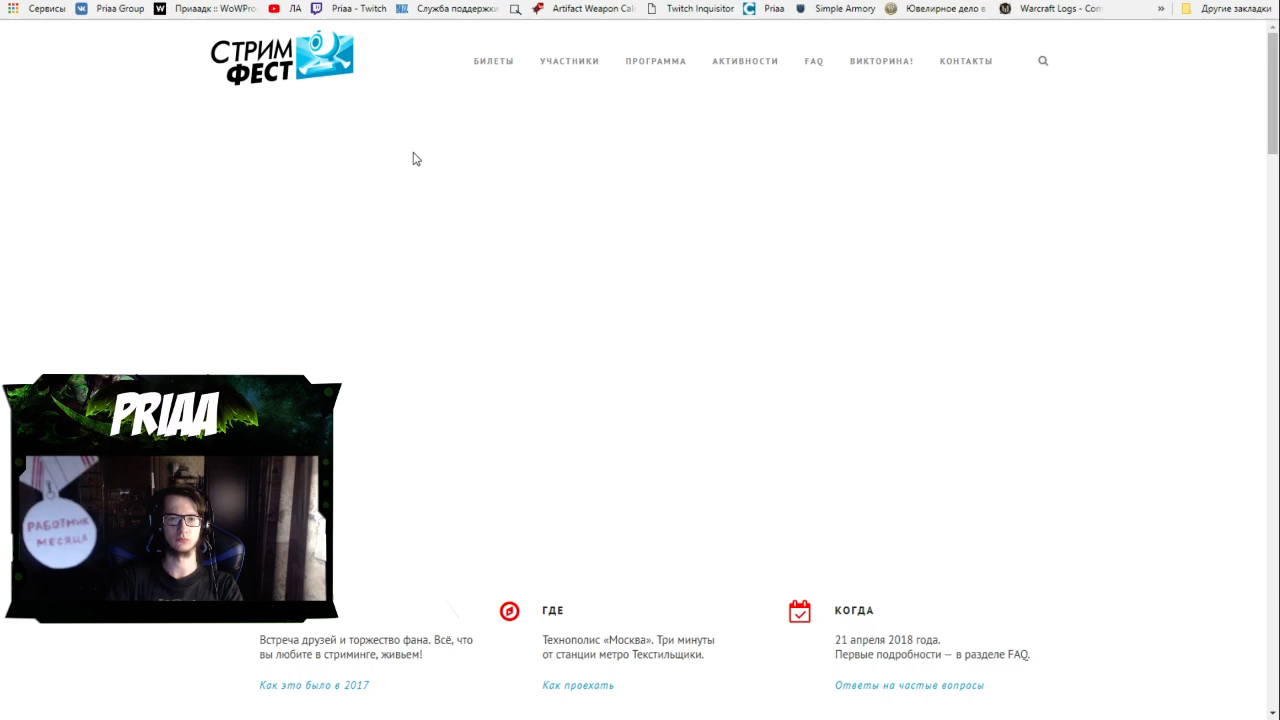 Сервисы Priaa Group Приаадк :: WoWPro ЛА Priaa - Twitch Служба поддержки Artifact Weapon Cal Twitch Inquisitor Priaa Simple Armory Ювелирное дело в Warcraft Logs - Com » Другие закладки
СТРИМ
ФЕСТ
БИЛЕТЫ УЧАСТНИКИ ПРОГРАММА АКТИВНОСТИ FAQ ВИКТОРИНА! КОНТАКТЫ
PRIAA
РАБОТНИК
МЕСЯЦА
Встреча друзей и торжество фана. Всё, что
вы любите в стриминге, живьем!
Как это было в 2017
ГДЕ
Технополис «Москва». Три минуты
от станции метро Текстильщики.
Как проехать
КОГДА
21 апреля 2018 года.
Первые подробности — в разделе FAQ.
Ответы на частые вопросы